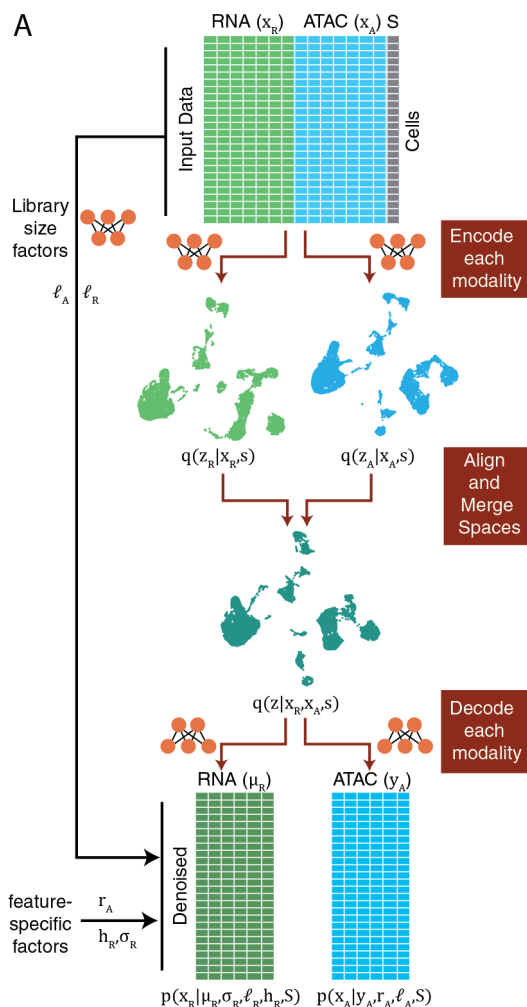 A
RNA (x_R) ATAC (x_A) S
Input Data
Cells
Library
size
factors
ℓ_A ℓ_R
Encode
each
modality
q(z_R|x_R,s) q(z_A|x_A,s)
Align
and
Merge
Spaces
q(z|x_R,x_A,s)
Decode
each
modality
RNA (μ_R) ATAC (y_A)
Denoised
feature-
specific
factors
r_A
h_R,σ_R
p(x_R|μ_R,σ_R,ℓ_R,h_R,S) p(x_A|y_A,r_A,ℓ_A,S)